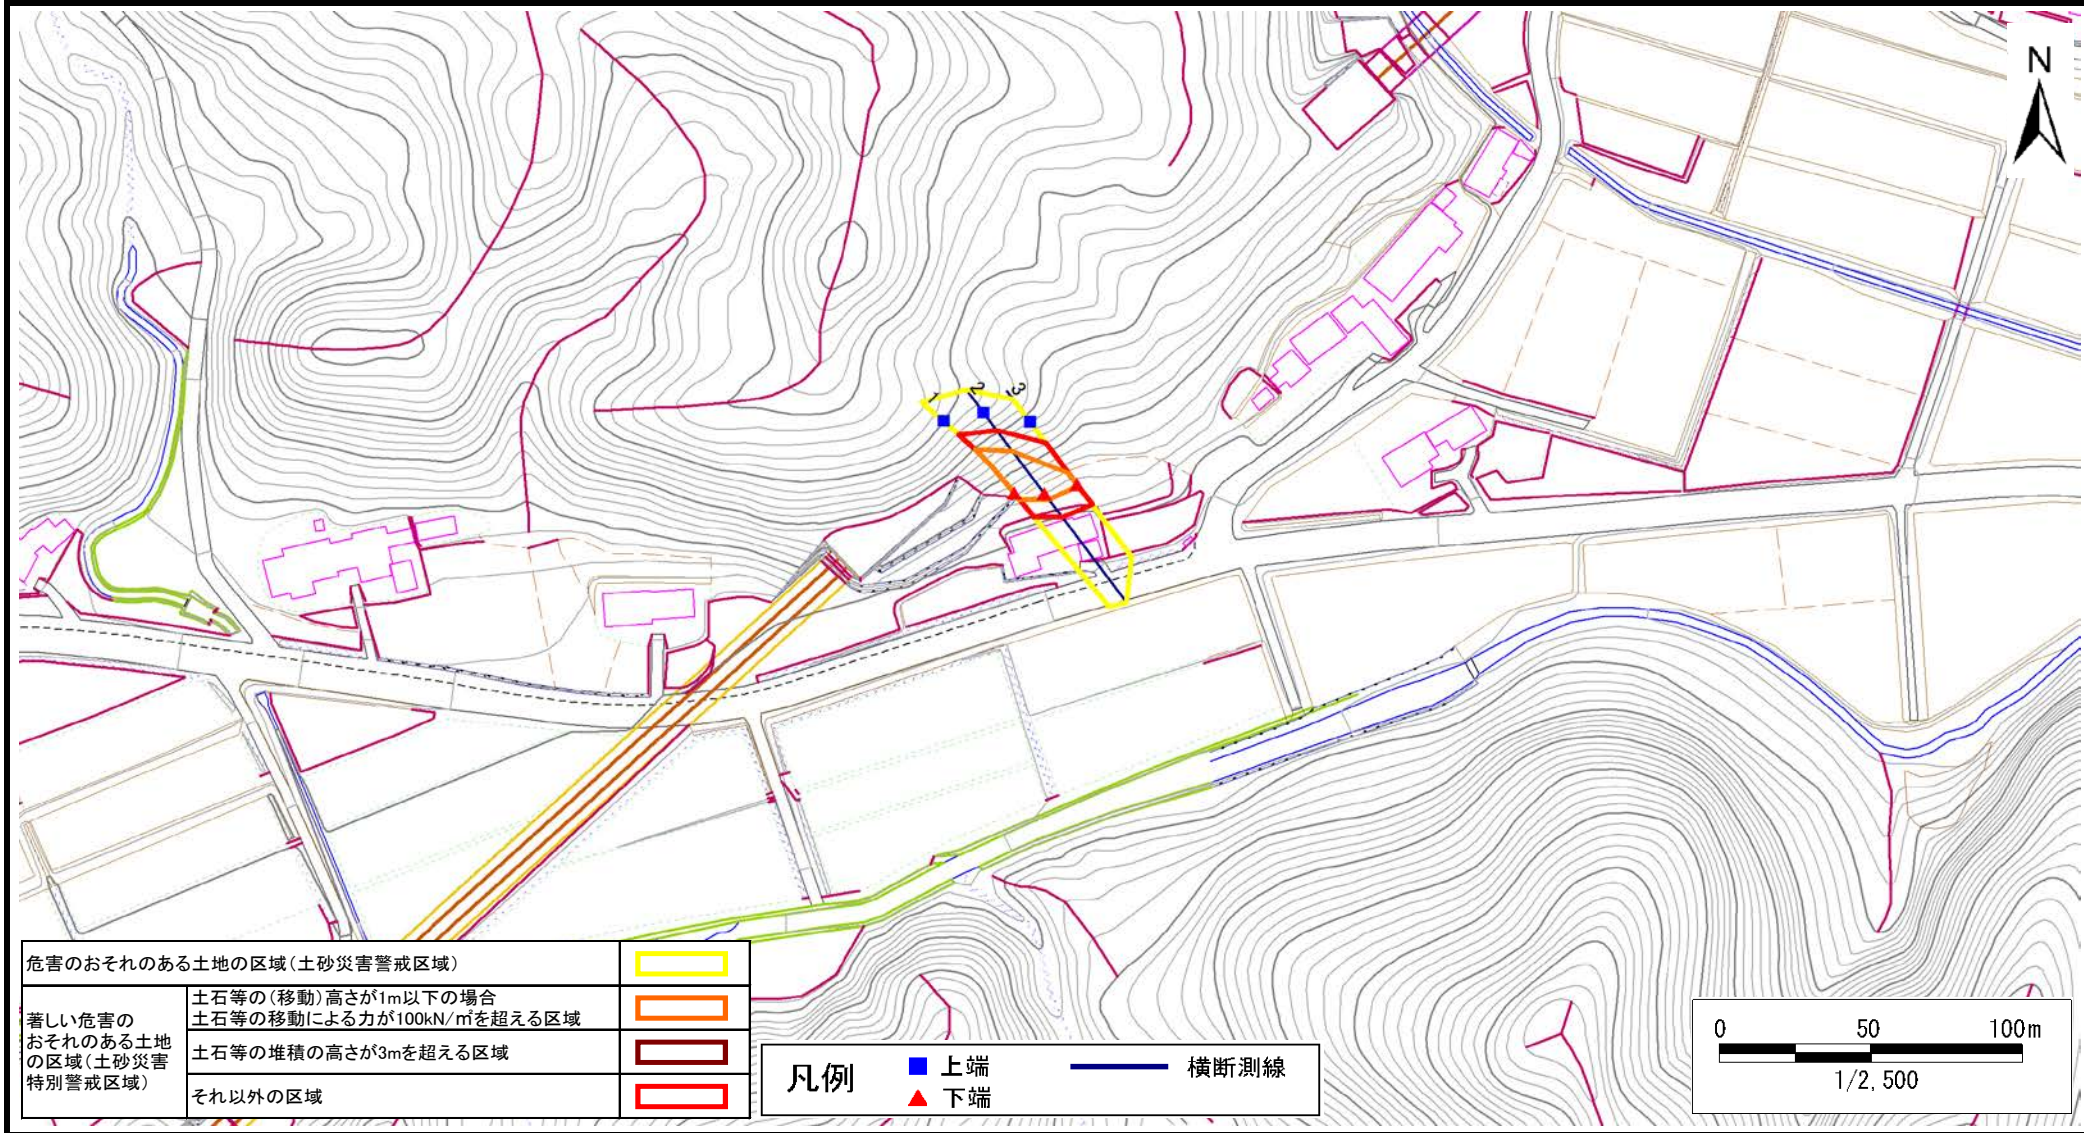 N
1
2
3
危害のおそれのある土地の区域(土砂災害警戒区域)
著しい危害の
おそれのある土地
の区域(土砂災害
特別警戒区域)
土石等の(移動)高さが1m以下の場合
土石等の移動による力が100kN/㎡を超える区域
土石等の堆積の高さが3mを超える区域
それ以外の区域
凡例
上端
下端
横断測線
0 50 100m
1/2,500